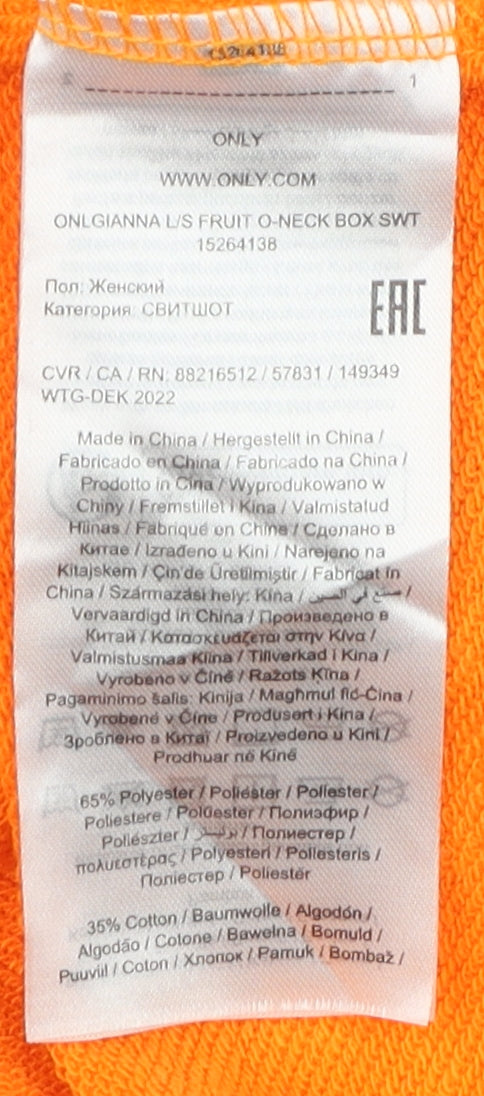 15264138
2 1
ONLY
WWW.ONLY.COM
ONLGIANNA L/S FRUIT O-NECK BOX SWT
15264138
Пол: Женский
Категория: СВИТШОТ
EAC
CVR / CA / RN: 88216512 / 57831 / 149349
WTG-DEK 2022
Made in China / Hergestellt in China /
Fabricado en China / Fabricado na China /
Prodotto in Cina / Wyprodukowano w
Chiny / Fremstillet i Kina / Valmistatud
Hiinas / Fabriqué en Chine / Сделано в
Китае / Izrađeno u Kini / Narejeno na
Kitajskem / Çin'de Üretilmiştir / Fabricat în
China / Származási hely: Kína / صنع في الصين /
Vervaardigd in China / Произведено в
Китай / Κατασκευάζεται στην Κίνα /
Valmistusmaa Kiina / Tillverkad i Kina /
Vyrobeno v Číně / Ražots Ķīna /
Pagaminimo šalis: Kinija / Magħmul fiċ-Ċina /
Vyrobené v Číne / Produsert i Kina /
Зроблено в Китаї / Proizvedeno u Kini /
Prodhuar në Kinë
65% Polyester / Poliéster / Poliester /
Poliestere / Polüester / Полиэфир /
Poliészter / بوليستر / Полиестер /
πολυεστέρας / Polyesteri / Poliesteris /
Поліестер / Poliestër
35% Cotton / Baumwolle / Algodón /
Algodão / Cotone / Bawełna / Bomuld /
Puuvill / Coton / Хлопок / Pamuk / Bombaž /